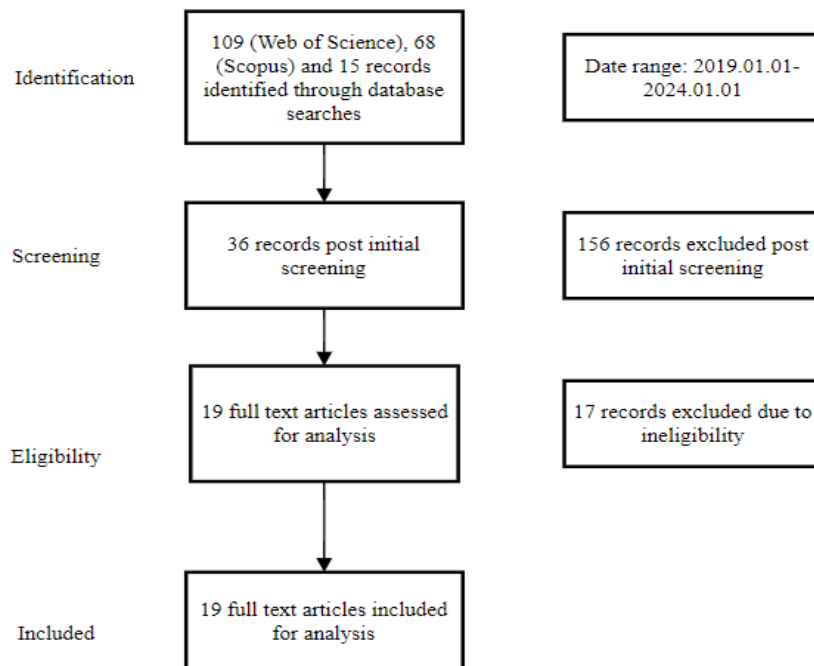 Identification
109 (Web of Science), 68
(Scopus) and 15 records
identified through database
searches
Date range: 2019.01.01-
2024.01.01
Screening
36 records post initial
screening
156 records excluded post
initial screening
Eligibility
19 full text articles assessed
for analysis
17 records excluded due to
ineligibility
Included
19 full text articles included
for analysis